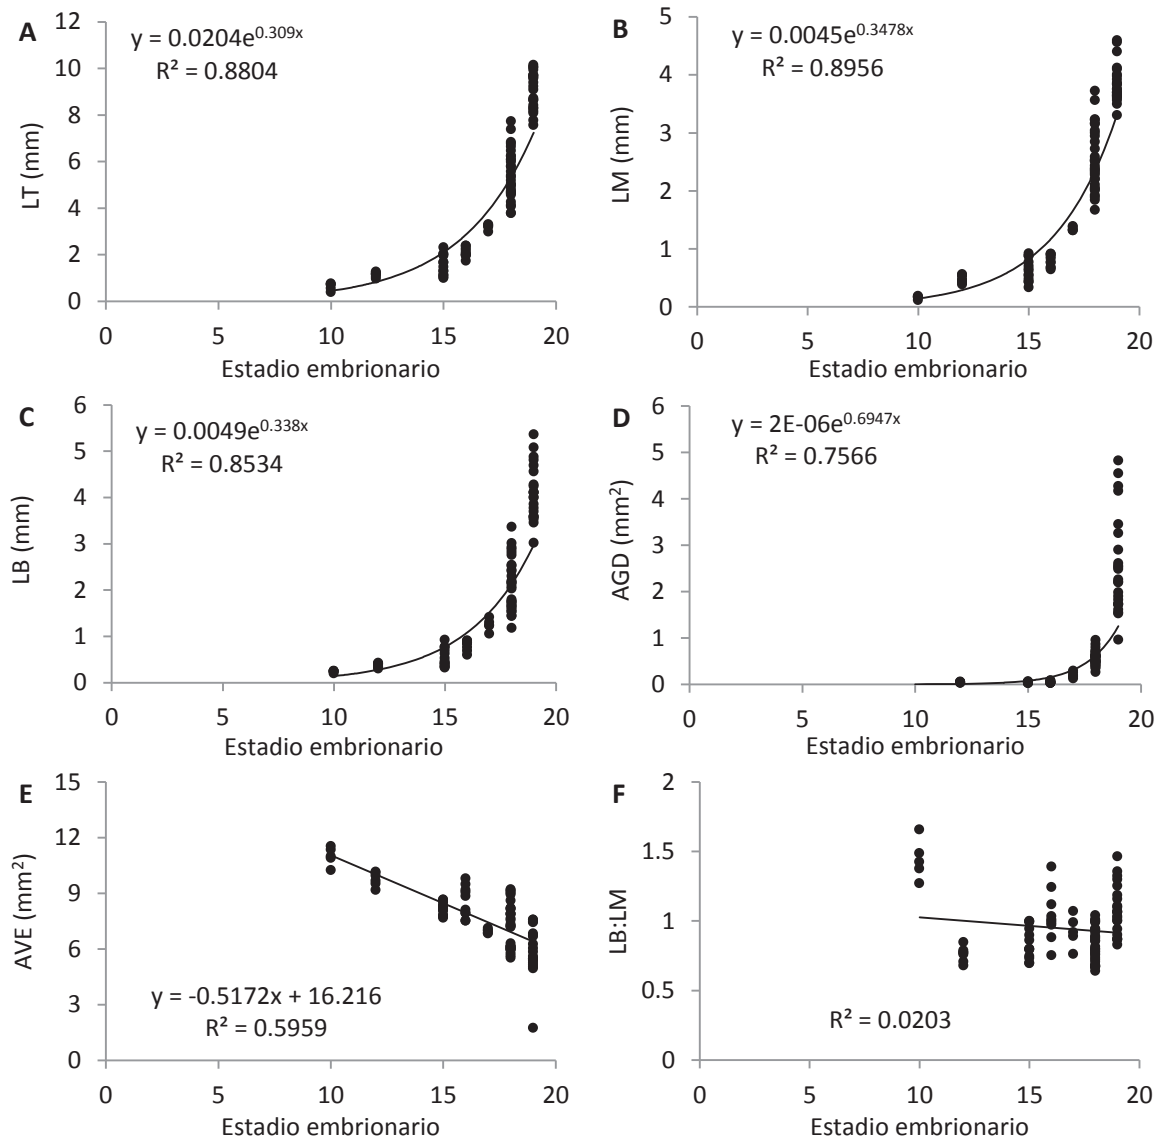 A
y = 0.0204e^0.309x
R² = 0.8804
LT (mm)
12
10
8
6
4
2
0
0 5 10 15 20
Estadio embrionario
B
y = 0.0045e^0.3478x
R² = 0.8956
LM (mm)
5
4
3
2
1
0
0 5 10 15 20
Estadio embrionario
C
y = 0.0049e^0.338x
R² = 0.8534
LB (mm)
6
5
4
3
2
1
0
0 5 10 15 20
Estadio embrionario
D
y = 2E-06e^0.6947x
R² = 0.7566
AGD (mm²)
6
5
4
3
2
1
0
0 5 10 15 20
Estadio embrionario
E
y = -0.5172x + 16.216
R² = 0.5959
AVE (mm²)
15
12
9
6
3
0
0 5 10 15 20
Estadio embrionario
F
R² = 0.0203
LB:LM
2
1.5
1
0.5
0
0 5 10 15 20
Estadio embrionario